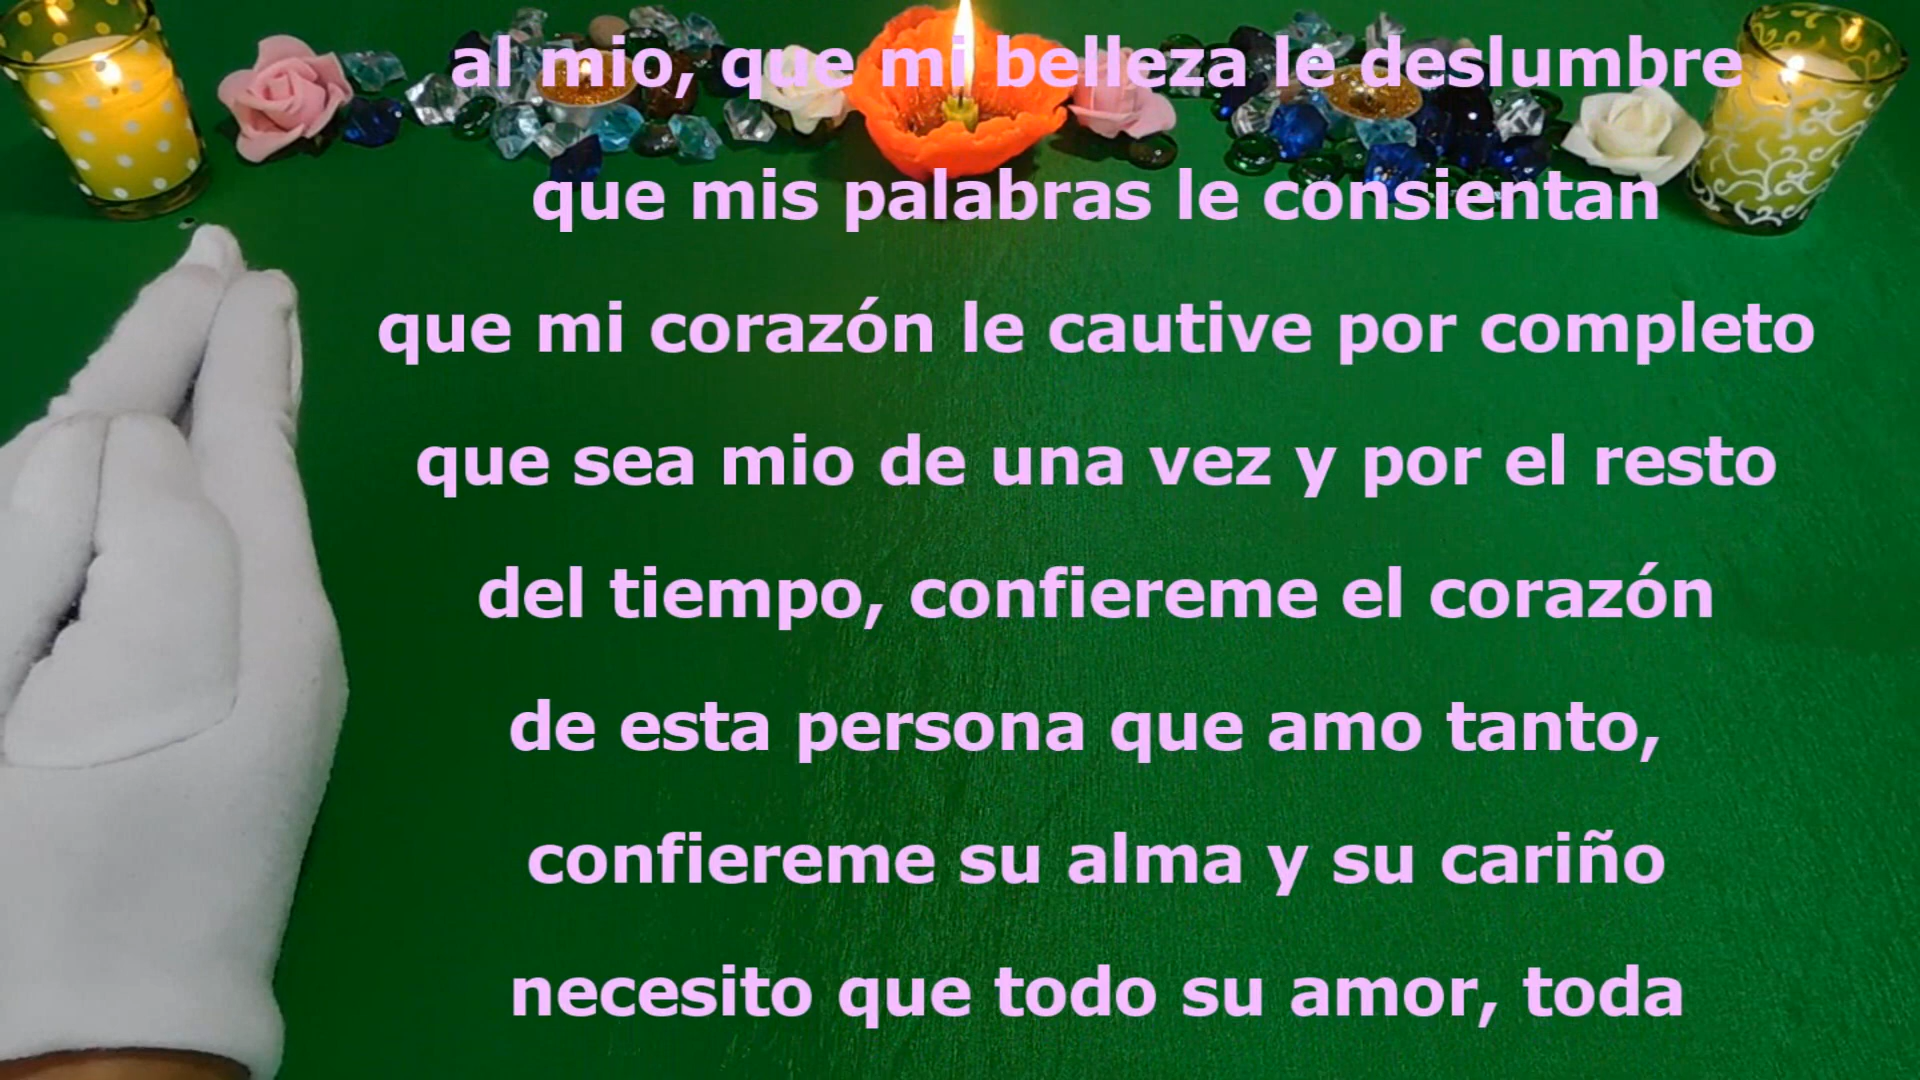 al mio, que mi belleza le deslumbre
que mis palabras le consientan
que mi corazón le cautive por completo
que sea mio de una vez y por el resto
del tiempo, confiereme el corazón
de esta persona que amo tanto,
confiereme su alma y su cariño
necesito que todo su amor, toda